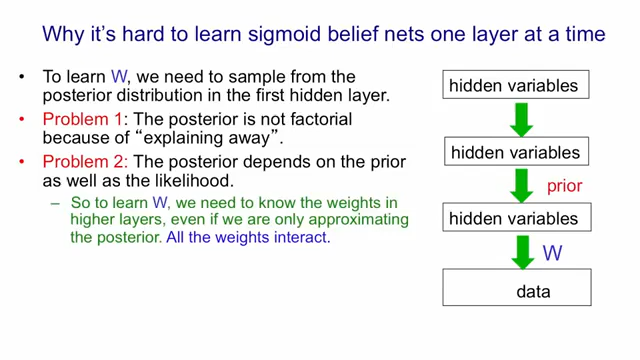 Why it's hard to learn sigmoid belief nets one layer at a time
• To learn W, we need to sample from the
posterior distribution in the first hidden layer.
• Problem 1: The posterior is not factorial
because of “explaining away”.
• Problem 2: The posterior depends on the prior
as well as the likelihood.
– So to learn W, we need to know the weights in
higher layers, even if we are only approximating
the posterior. All the weights interact.
hidden variables
hidden variables
prior
hidden variables
W
data